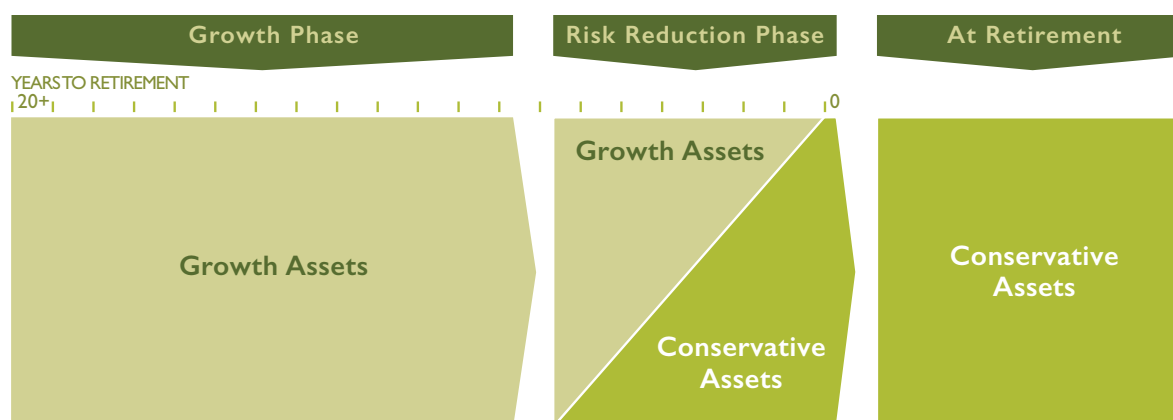 Growth Phase
Risk Reduction Phase
At Retirement
YEARS TO RETIREMENT
20+
0
Growth Assets
Growth Assets
Conservative
Assets
Conservative
Assets